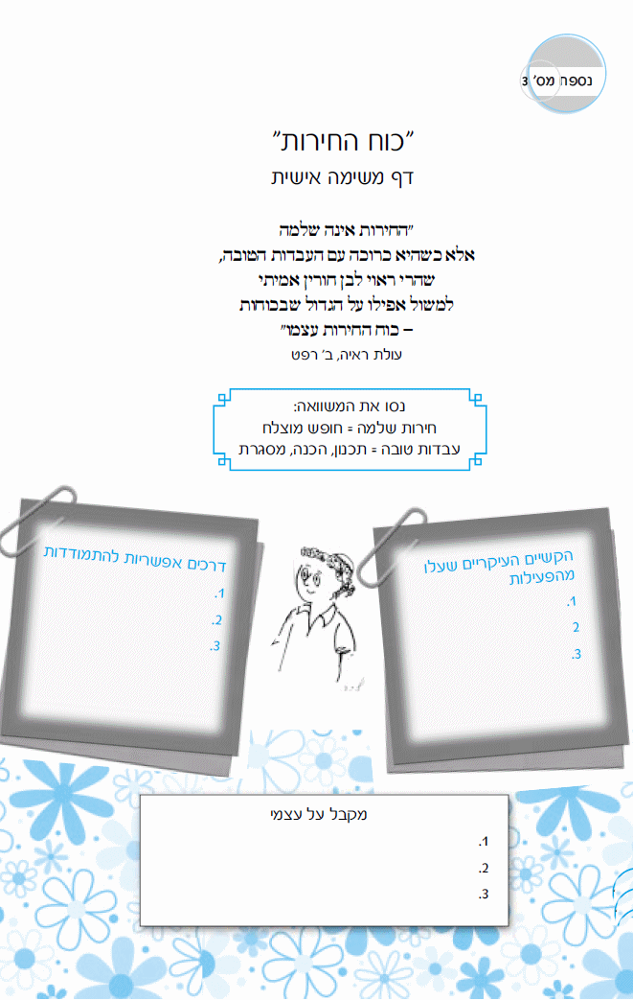 נספח מס' 3
"כוח החירות"
דף משימה אישית
"החירות אינה שלמה
אלא כשהיא כרוכה עם העבדות הטובה,
שהרי ראוי לבן חורין אמיתי
למשול אפילו על הגדול שבכוחות
– כוח החירות עצמו"
עולת ראיה, ב' רפט
נסו את המשוואה:
חירות שלמה = חופש מוצלח
עבדות טובה = תכנון, הכנה, מסגרת
הקשיים העיקריים שעלו
מהפעילות
1.
2
3.
דרכים אפשריות להתמודדות
1.
2.
3.
מקבל על עצמי
1.
2.
3.